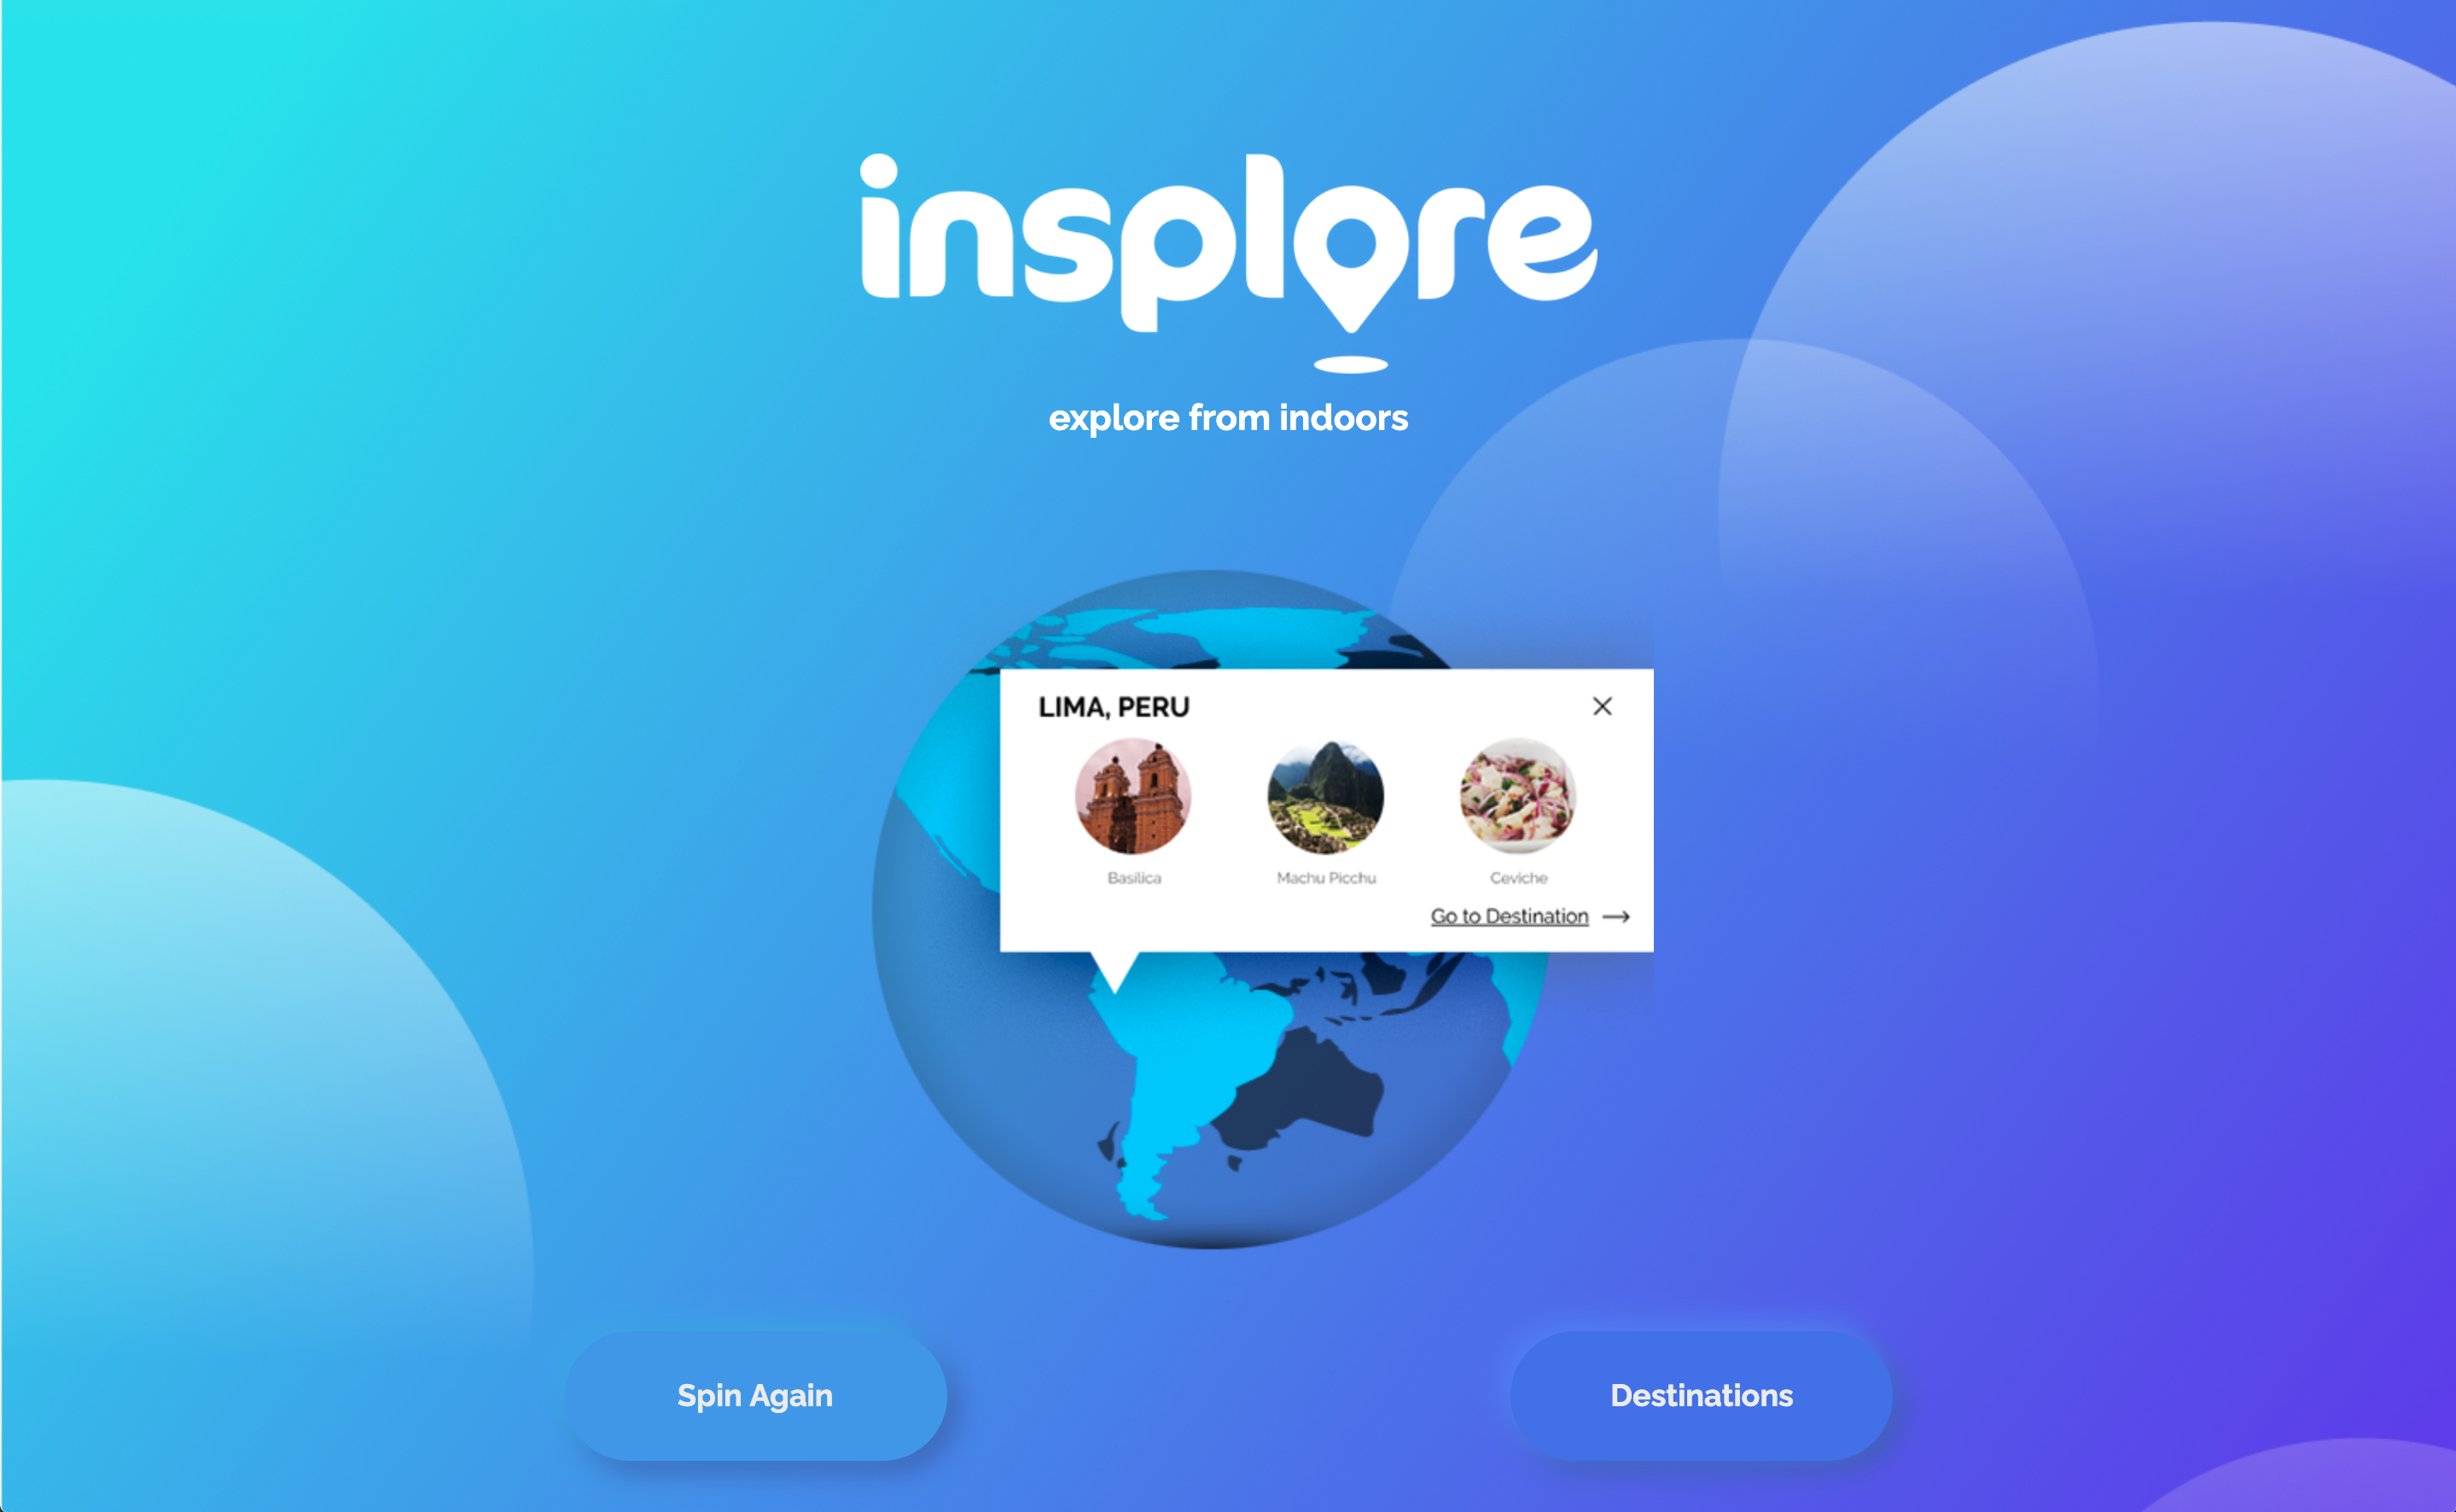 insplore
explore from indoors
LIMA, PERU
Basilica
Machu Picchu
Ceviche
Go to Destination
Spin Again
Destinations